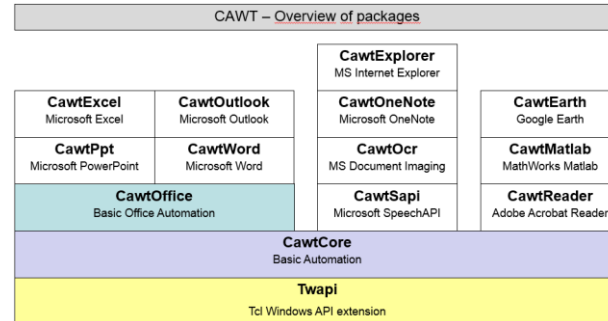 CAWT – Overview of packages
CawtExplorer
MS Internet Explorer
CawtExcel
Microsoft Excel
CawtOutlook
Microsoft Outlook
CawtOneNote
Microsoft OneNote
CawtEarth
Google Earth
CawtPpt
Microsoft PowerPoint
CawtWord
Microsoft Word
CawtOcr
MS Document Imaging
CawtMatlab
MathWorks Matlab
CawtOffice
Basic Office Automation
CawtSapi
Microsoft SpeechAPI
CawtReader
Adobe Acrobat Reader
CawtCore
Basic Automation
Twapi
Tcl Windows API extension